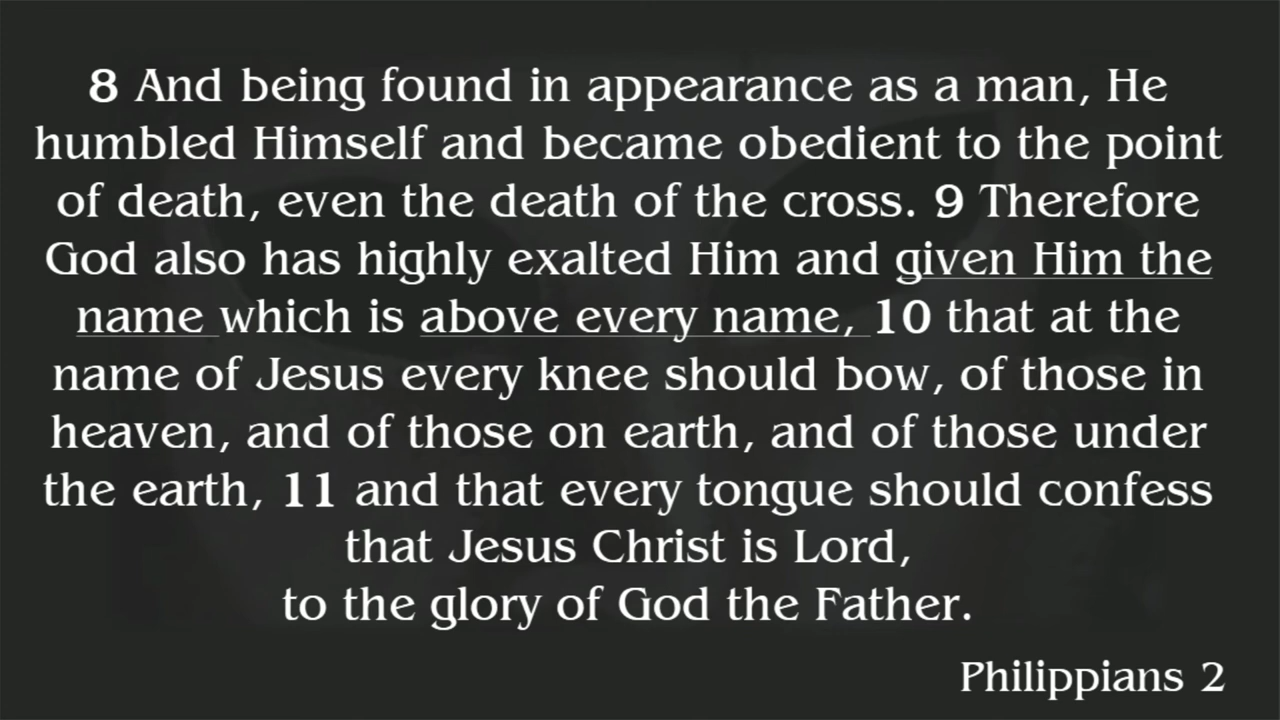 8 And being found in appearance as a man, He
humbled Himself and became obedient to the point
of death, even the death of the cross. 9 Therefore
God also has highly exalted Him and given Him the
name which is above every name, 10 that at the
name of Jesus every knee should bow, of those in
heaven, and of those on earth, and of those under
the earth, 11 and that every tongue should confess
that Jesus Christ is Lord,
to the glory of God the Father.
Philippians 2